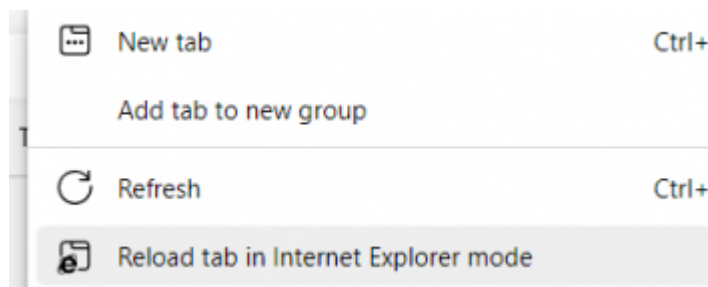 New tab Ctrl+
Add tab to new group
Refresh Ctrl+
Reload tab in Internet Explorer mode